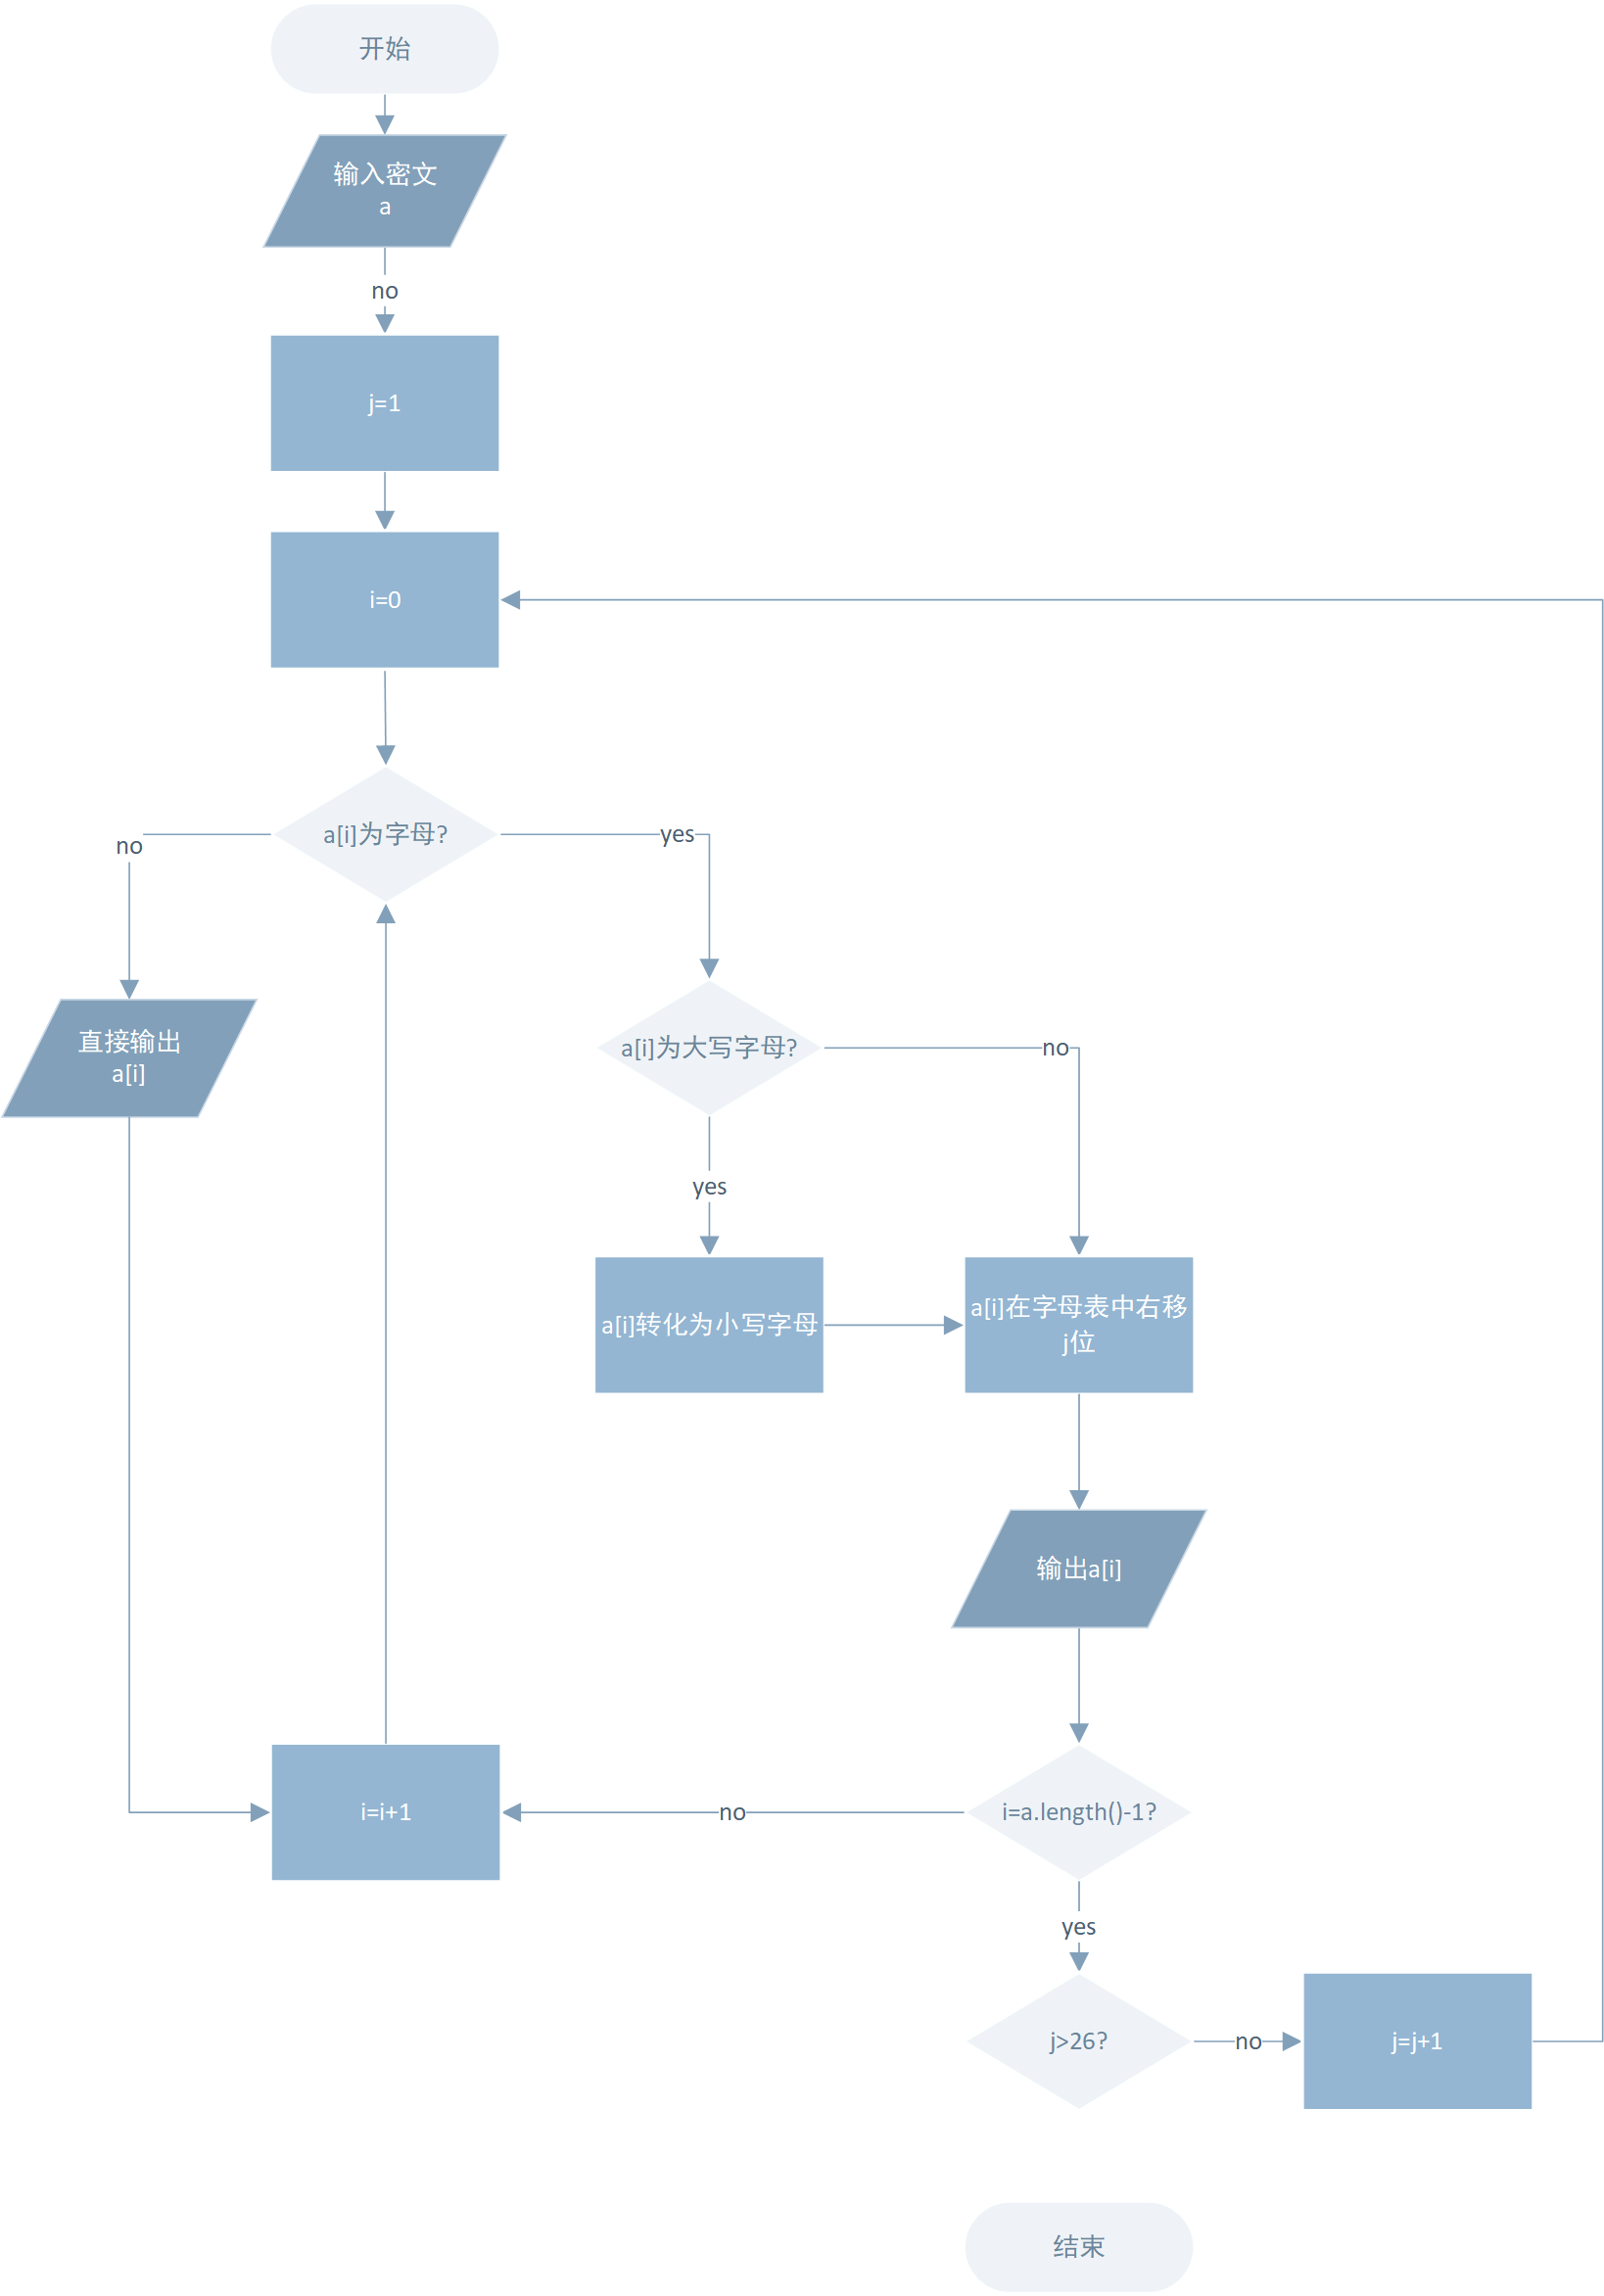 开始
输入密文
a
no
j=1
i=0
a[i]为字母?
no
yes
直接输出
a[i]
a[i]为大写字母?
no
yes
a[i]转化为小写字母
a[i]在字母表中右移
j位
输出a[i]
i=i+1
no
i=a.length()-1?
yes
j>26?
no
j=j+1
结束